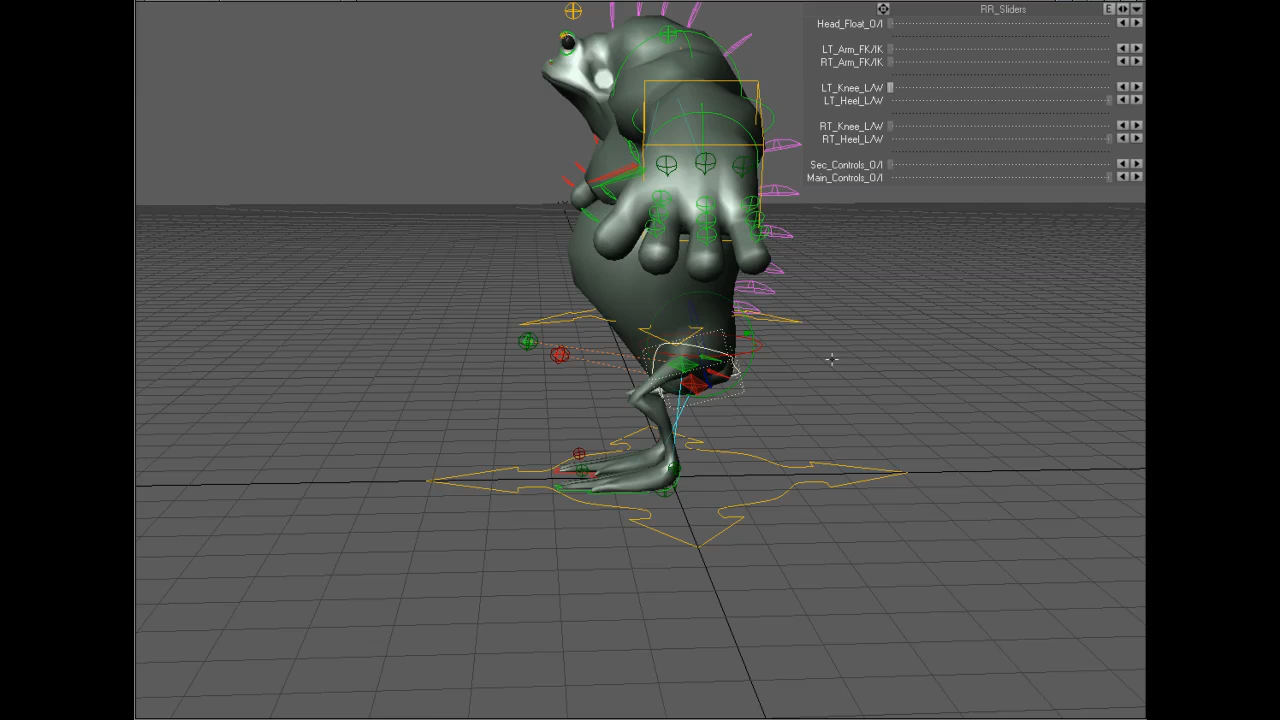 RR_Sliders E
Head_Float_O/I
LT_Arm_FK/IK
RT_Arm_FK/IK
LT_Knee_L/W
LT_Heel_L/W
RT_Knee_L/W
RT_Heel_L/W
Sec_Controls_O/I
Main_Controls_O/I